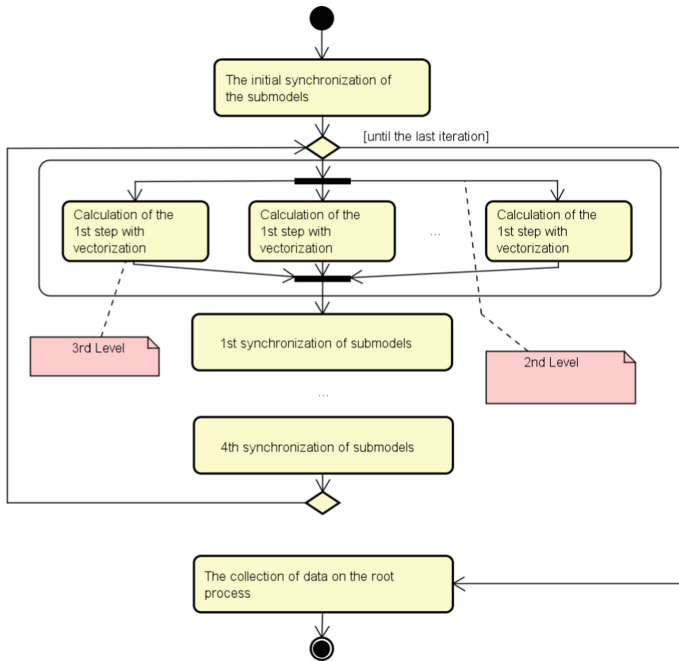 The initial synchronization of
the submodels
[until the last iteration]
Calculation of the
1st step with
vectorization
Calculation of the
1st step with
vectorization
...
Calculation of the
1st step with
vectorization
1st synchronization of submodels
3rd Level
2nd Level
...
4th synchronization of submodels
The collection of data on the root
process